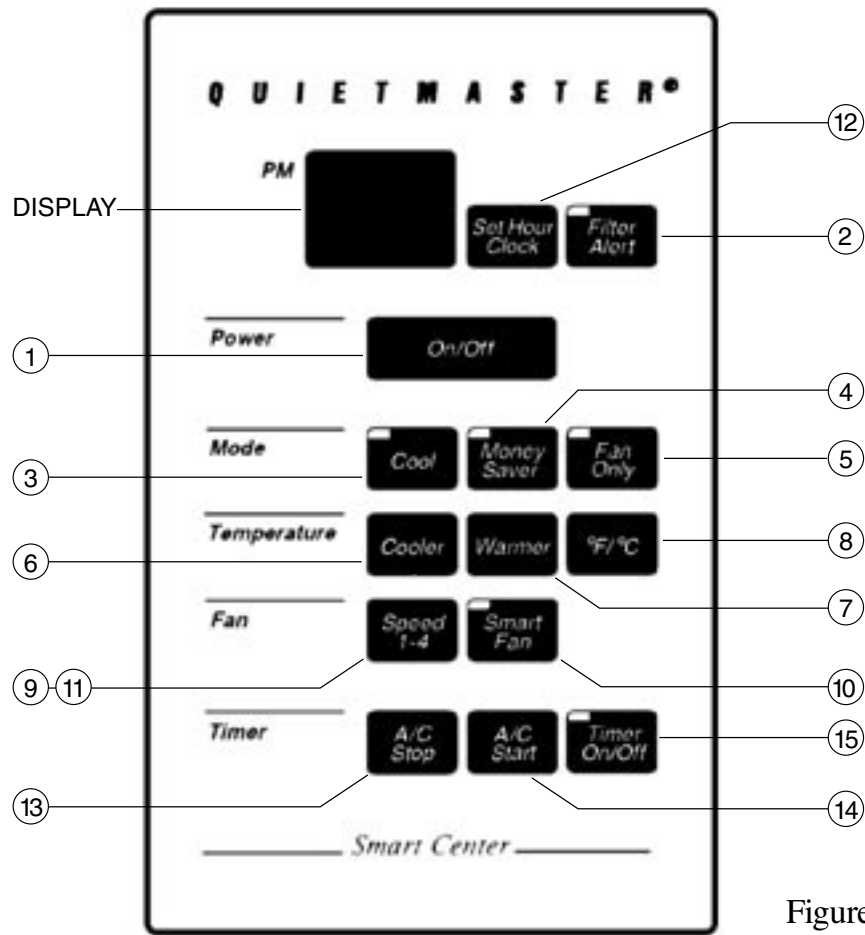 QUIETMASTER®
12
PM
DISPLAY
Set Hour
Clock
Filter
Alert
2
Power
On/Off
1
4
Mode
Cool
Money
Saver
Fan
Only
3
5
Temperature
Cooler
Warmer
°F/°C
6
8
7
Fan
Speed
1-4
Smart
Fan
9 11
10
Timer
A/C
Stop
A/C
Start
Timer
On/Off
15
13
14
Smart Center
Figure